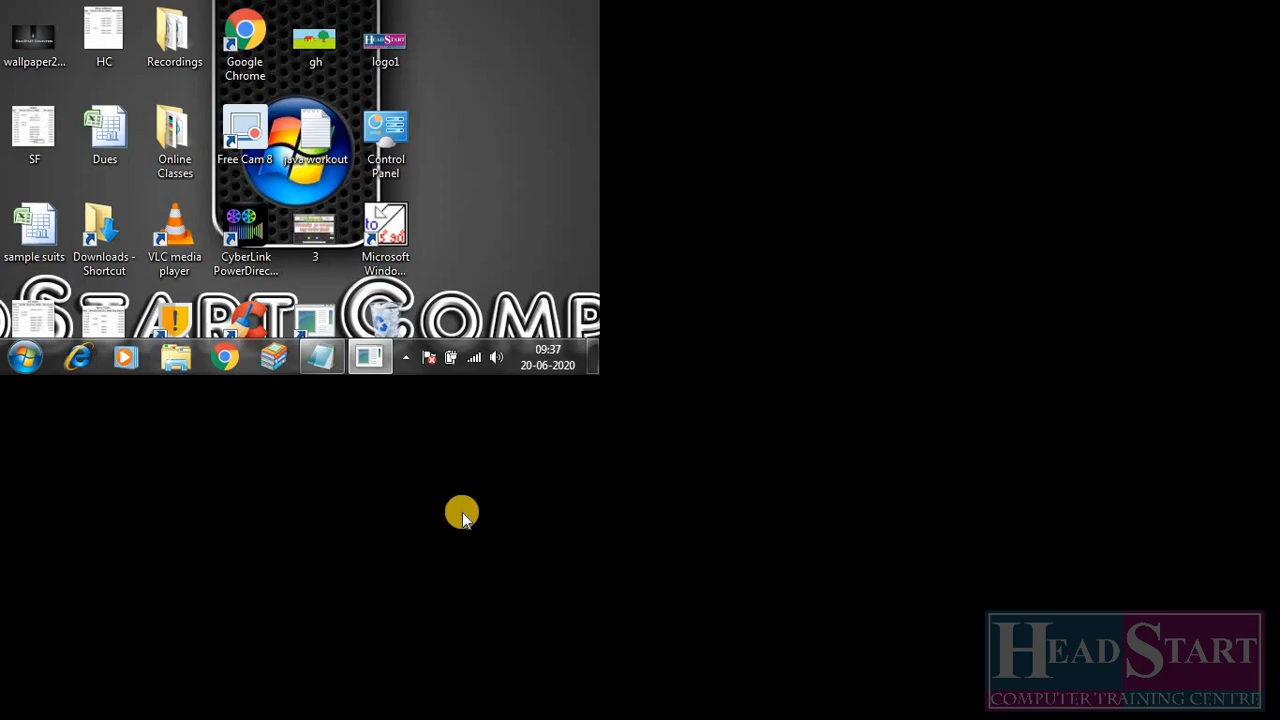 wallpaper2...
HC
Recordings
Google
Chrome
gh
logo1
SF
Dues
Online
Classes
Free Cam 8
java workout
Control
Panel
sample suits
Downloads -
Shortcut
VLC media
player
CyberLink
PowerDirec...
3
Microsoft
Windo...
START COMP
09:37
20-06-2020
HEADSTART
COMPUTER TRAINING CENTRE